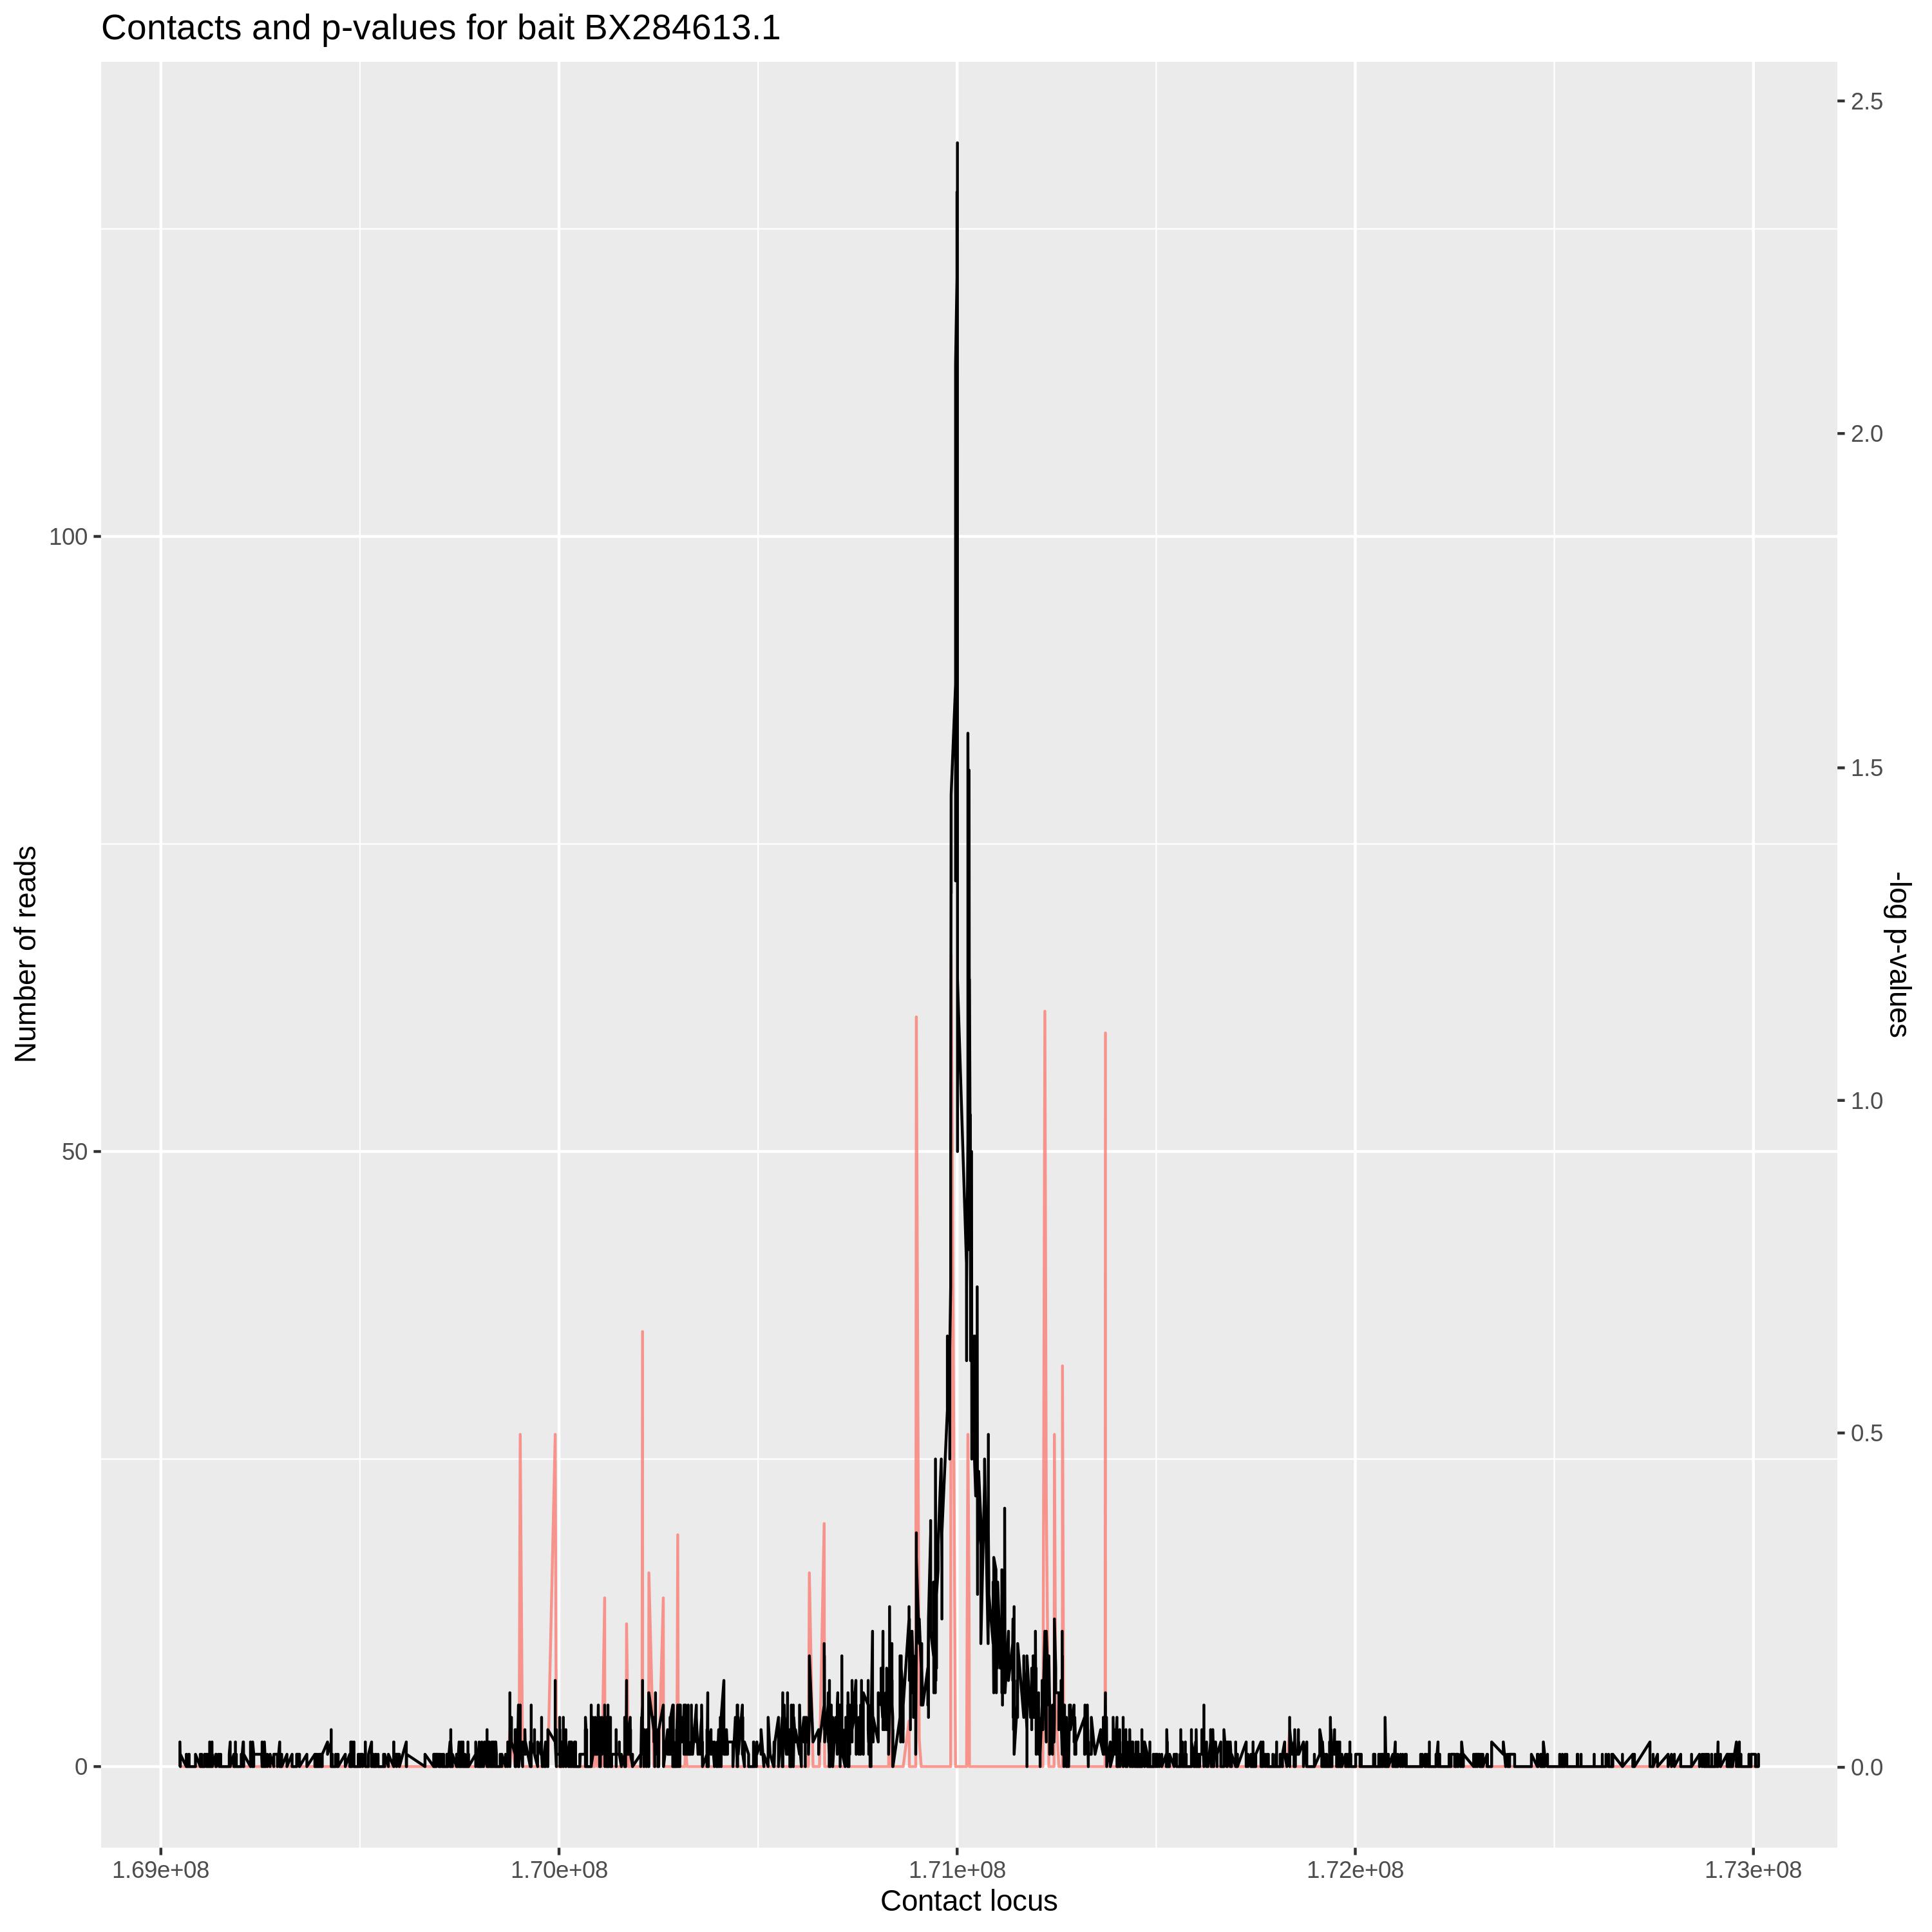 Contacts and p-values for bait BX284613.1
Number of reads
100
50
0
2.5
2.0
1.5
1.0
0.5
0.0
-log p-values
1.69e+08 1.70e+08 1.71e+08 1.72e+08 1.73e+08
Contact locus